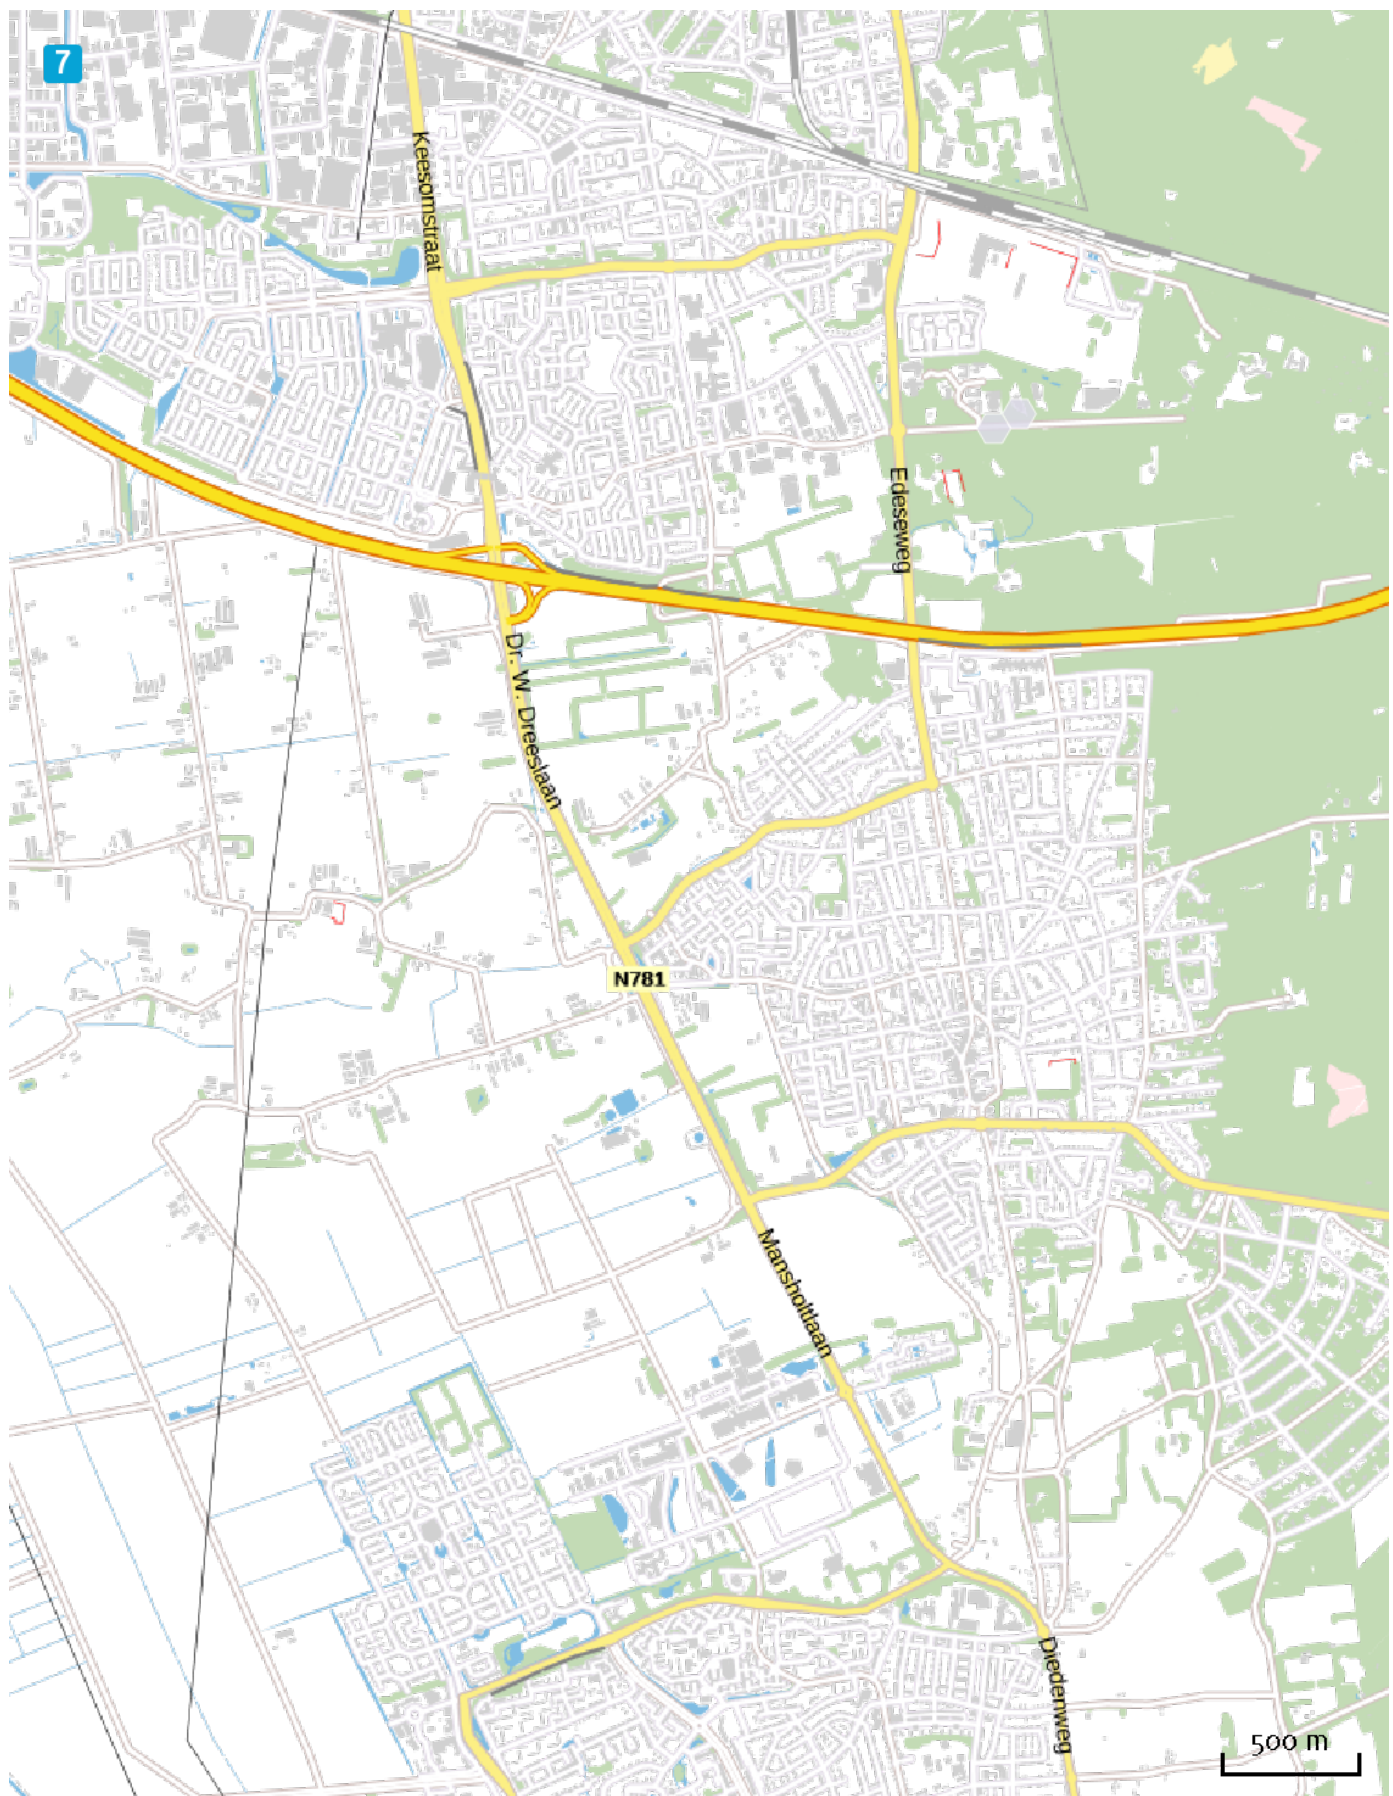 7
Keesomstraat
Edeseweg
Dr. W. Dreeslaan
N781
Mansholtlaan
Diedenweg
500 m